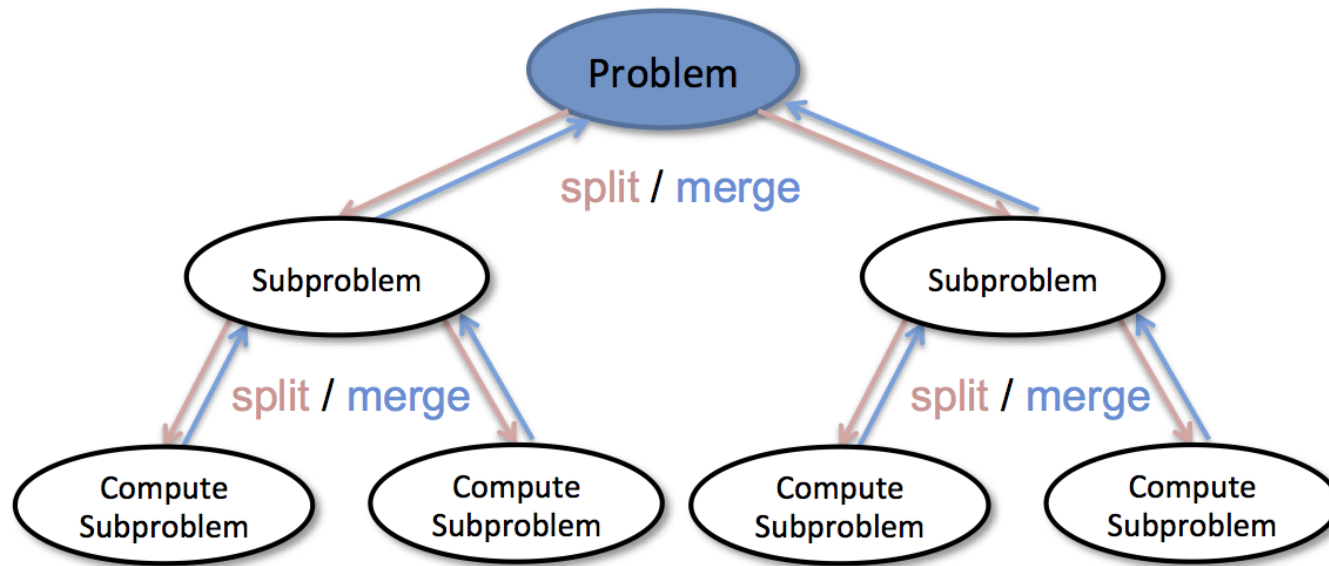 Problem
split / merge
Subproblem
Subproblem
split / merge
split / merge
Compute
Subproblem
Compute
Subproblem
Compute
Subproblem
Compute
Subproblem